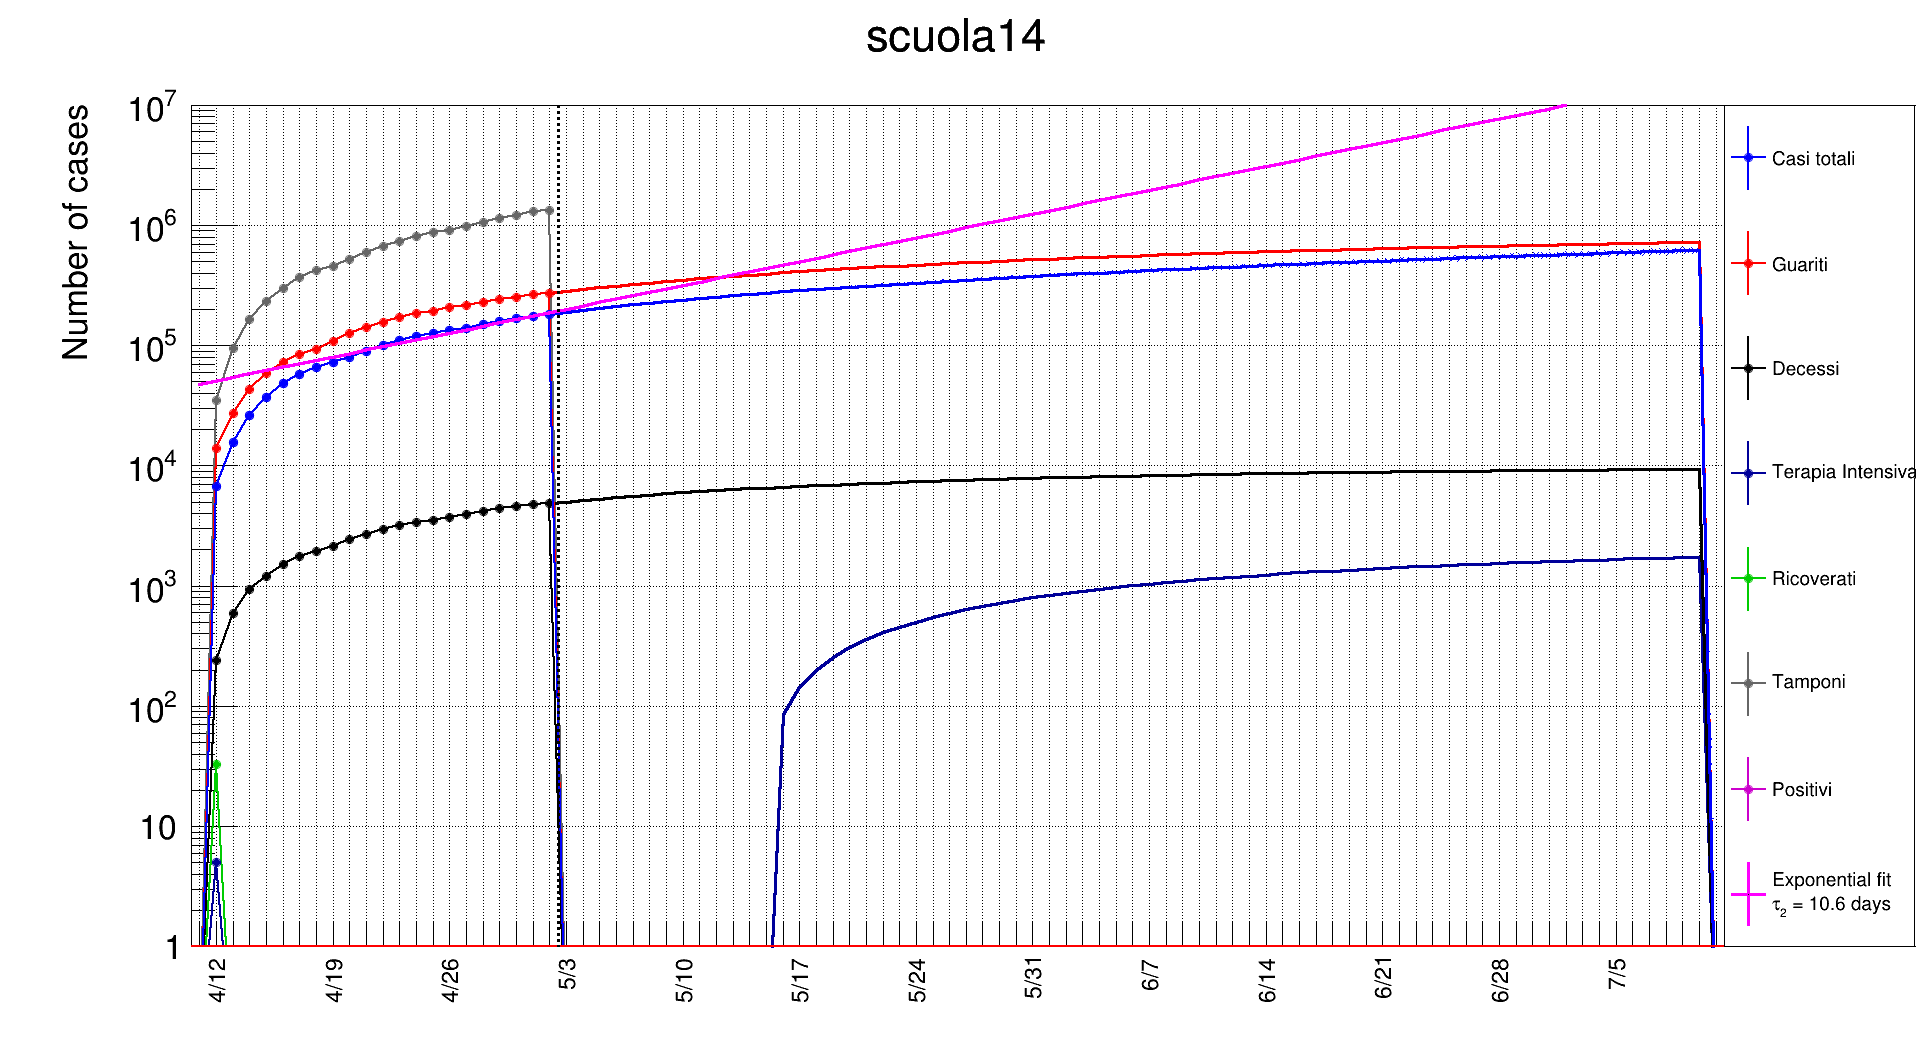 scuola14
Number of cases
10^7
10^6
10^5
10^4
10^3
10^2
10
1
4/12
4/19
4/26
5/3
5/10
5/17
5/24
5/31
6/7
6/14
6/21
6/28
7/5
Casi totali
Guariti
Decessi
Terapia Intensiva
Ricoverati
Tamponi
Positivi
Exponential fit
τ₂ = 10.6 days